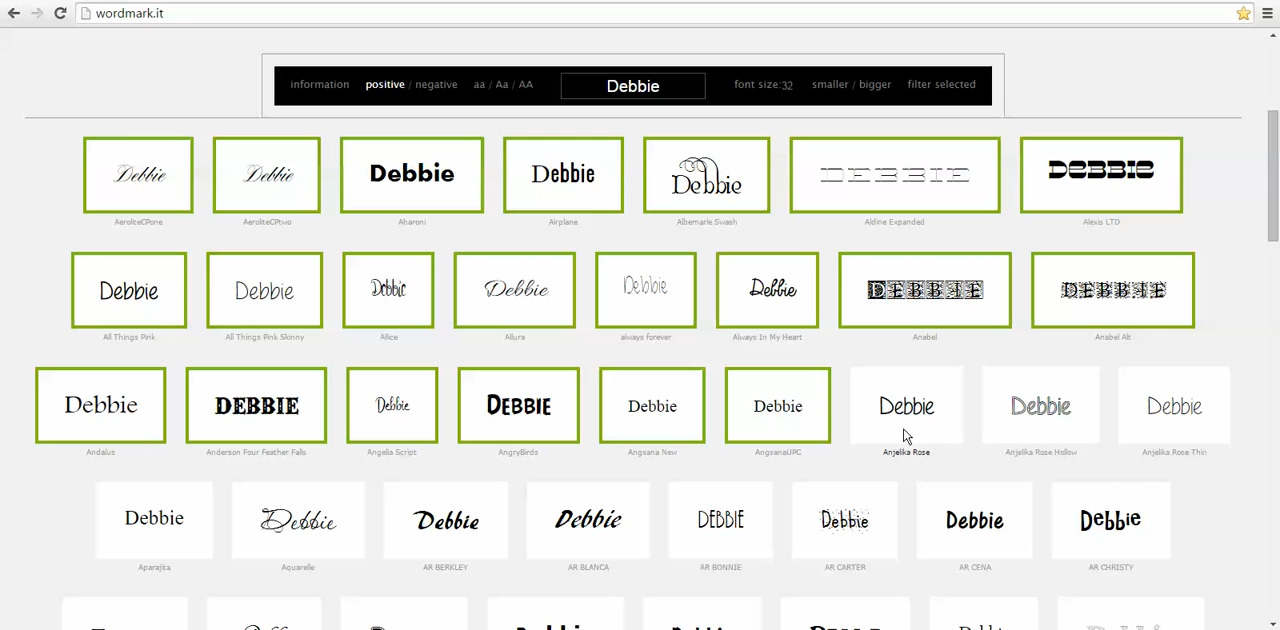 wordmark.it
information positive / negative aa / Aa / AA Debbie font size:32 smaller / bigger filter selected
Debbie Debbie Debbie Debbie Debbie DEBBIE DEBBIE
AeroliteCPone AeroliteCPtwo Aharoni Airplane Albemarle Swash Aldine Expanded Alexis LTD
Debbie Debbie Debbie Debbie Debbie Debbie DEBBIE DEBBIE
All Things Pink All Things Pink Skinny Allice Allura always forever Always In My Heart Anabel Anabel Alt
Debbie DEBBIE Debbie DEBBIE Debbie Debbie Debbie Debbie Debbie
Andalus Anderson Four Feather Falls Angelia Script AngryBirds Angsana New AngsanaUPC Anjelika Rose Anjelika Rose Hollow Anjelika Rose Thin
Debbie Debbie Debbie Debbie DEBBIE Debbie Debbie Debbie
Aparajita Aquarelle AR BERKLEY AR BLANCA AR BONNIE AR CARTER AR CENA AR CHRISTY